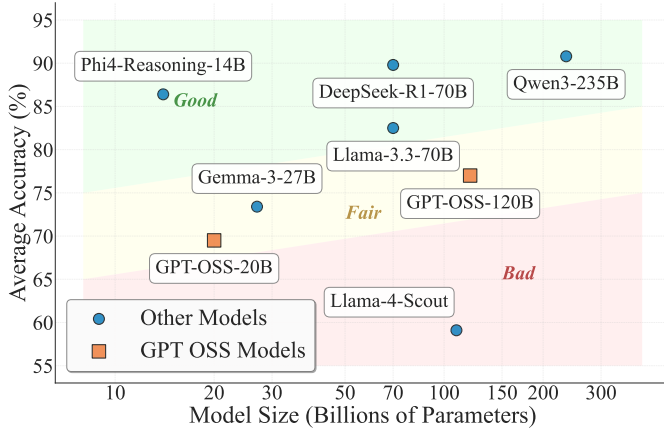 Average Accuracy (%)
95
90
85
80
75
70
65
60
55
Phi4-Reasoning-14B
Good
DeepSeek-R1-70B
Qwen3-235B
Llama-3.3-70B
Gemma-3-27B
GPT-OSS-120B
Fair
GPT-OSS-20B
Bad
Llama-4-Scout
Other Models
GPT OSS Models
10 20 30 50 70 100 150 200 300
Model Size (Billions of Parameters)